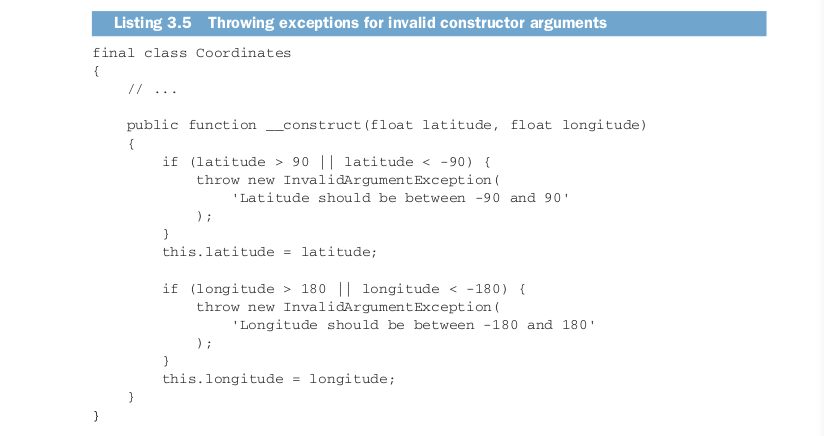 Listing 3.5 Throwing exceptions for invalid constructor arguments
final class Coordinates
{
    // ...

    public function __construct(float latitude, float longitude)
    {
        if (latitude > 90 || latitude < -90) {
            throw new InvalidArgumentException(
                'Latitude should be between -90 and 90'
            );
        }
        this.latitude = latitude;

        if (longitude > 180 || longitude < -180) {
            throw new InvalidArgumentException(
                'Longitude should be between -180 and 180'
            );
        }
        this.longitude = longitude;
    }
}